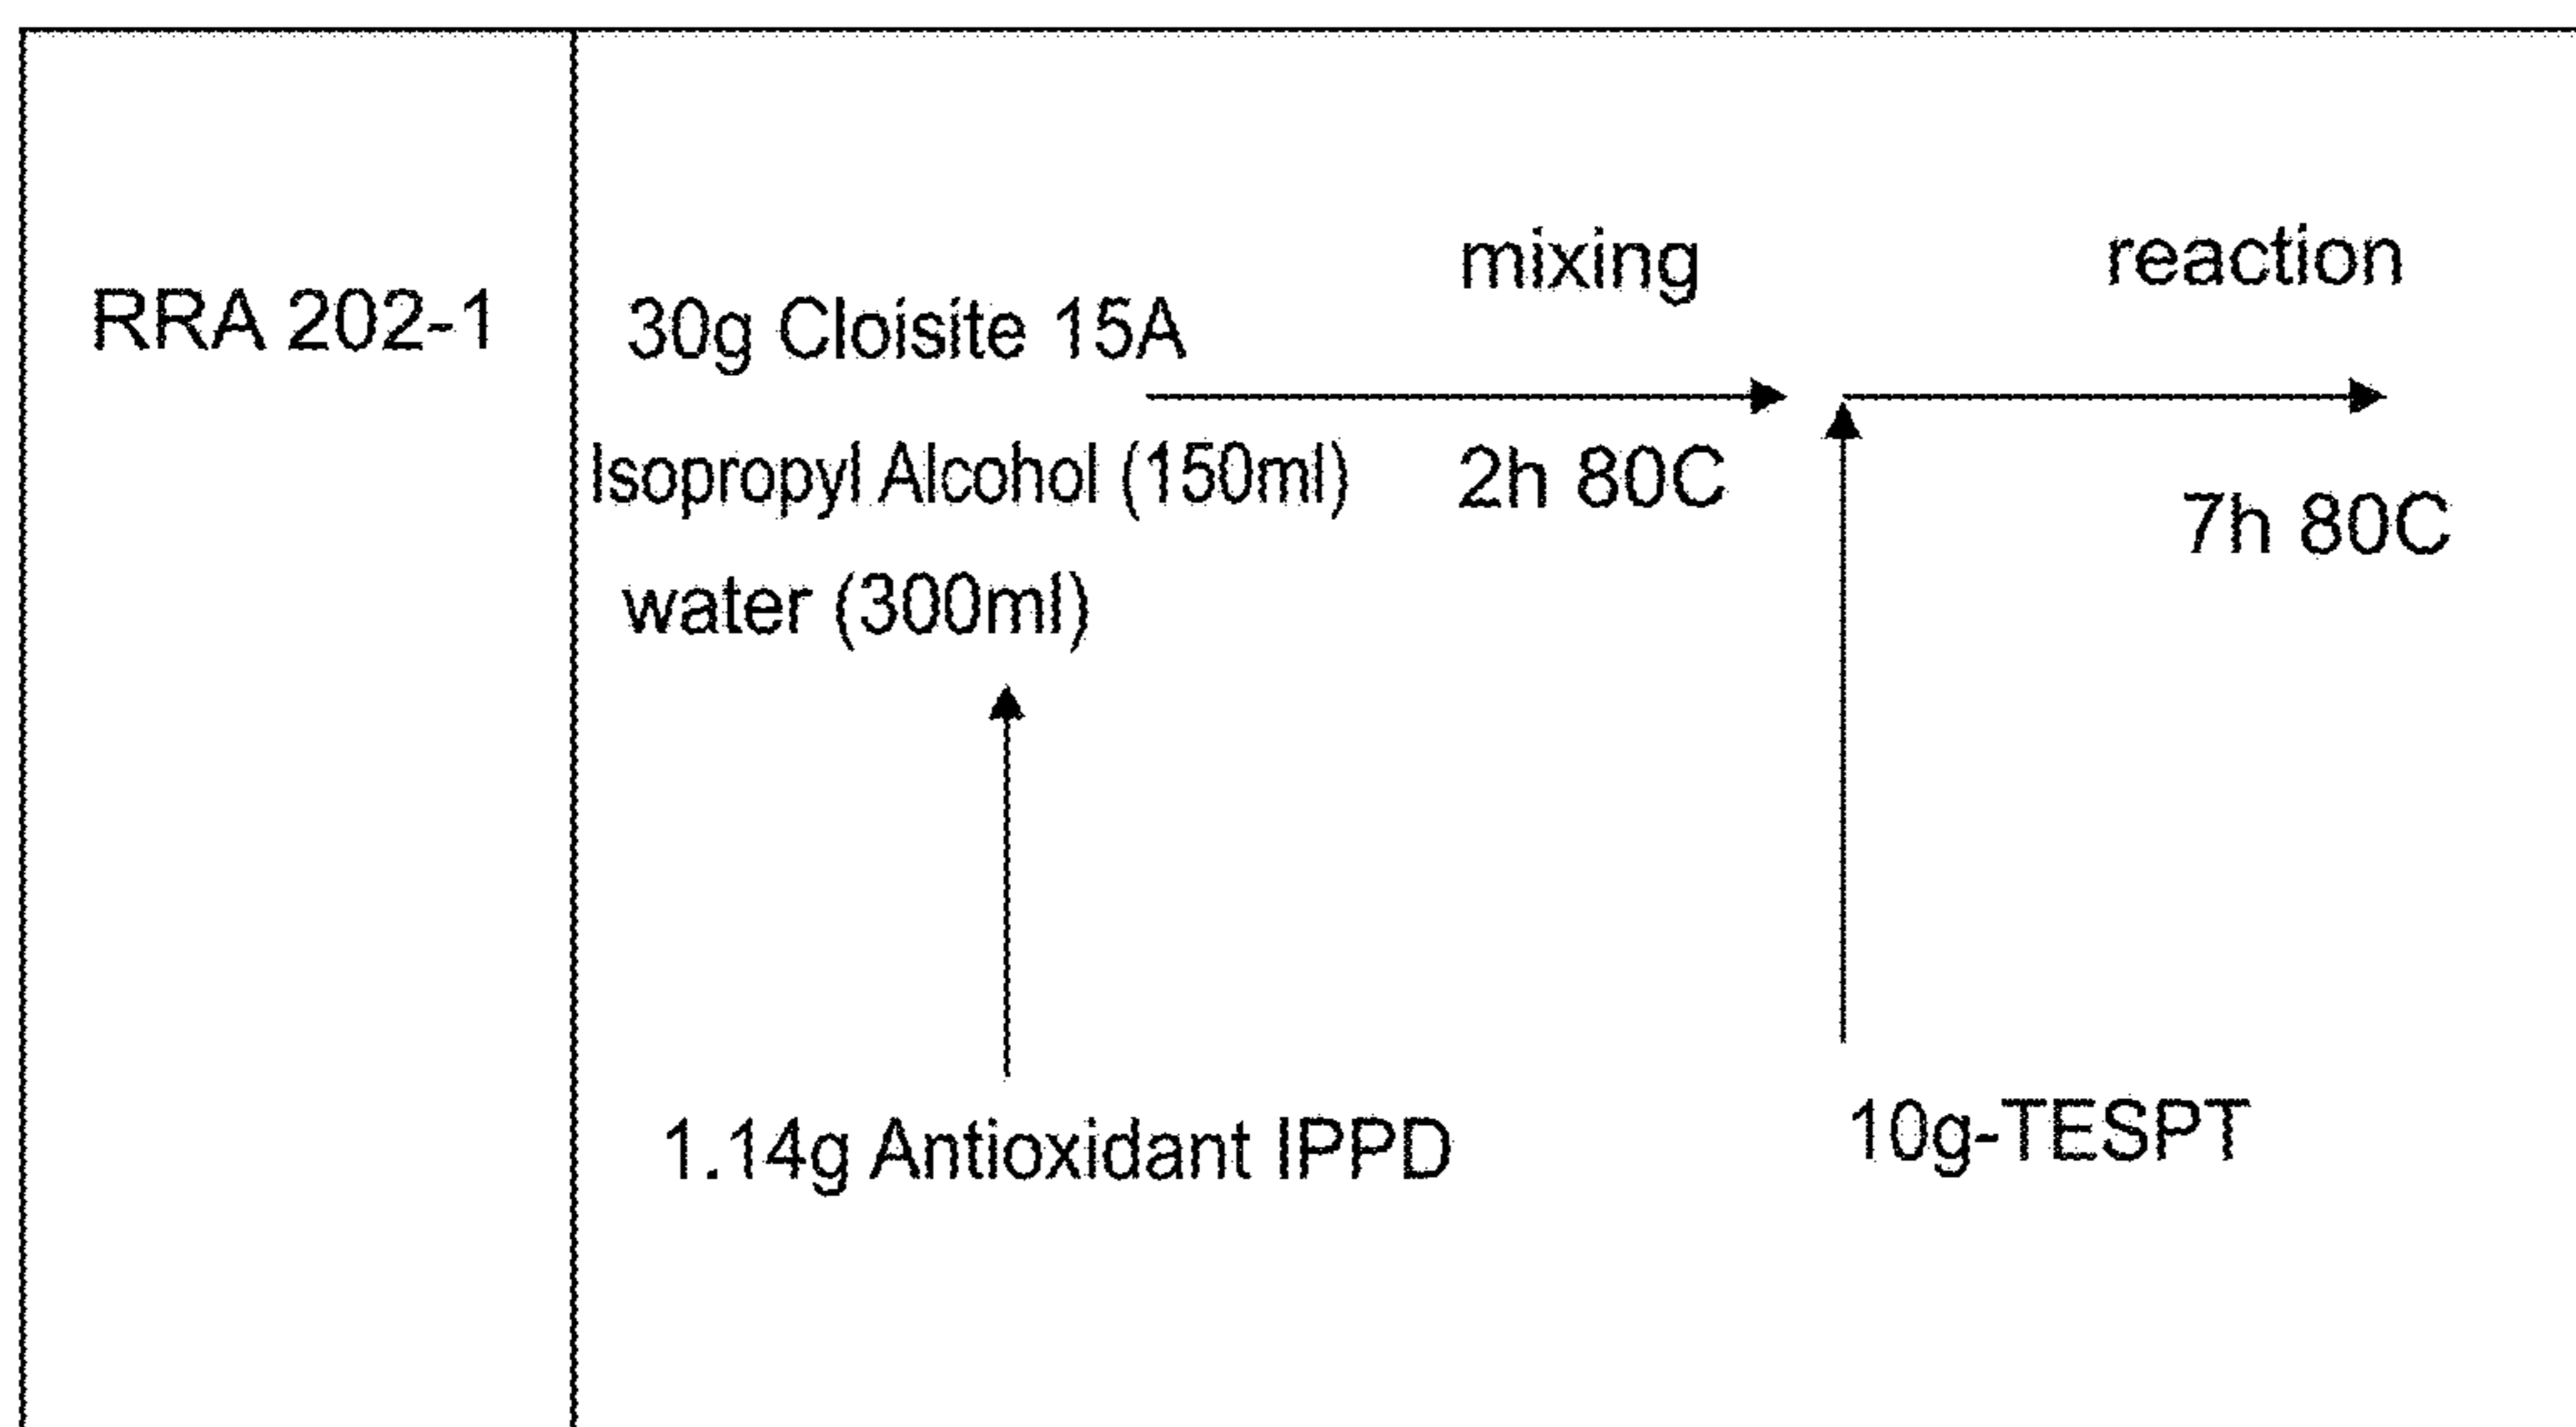 RRA 202-1
30g Cloisite 15A
Isopropyl Alcohol (150ml)
water (300ml)
mixing
2h 80C
reaction
7h 80C
1.14g Antioxidant IPPD
10g-TESPT